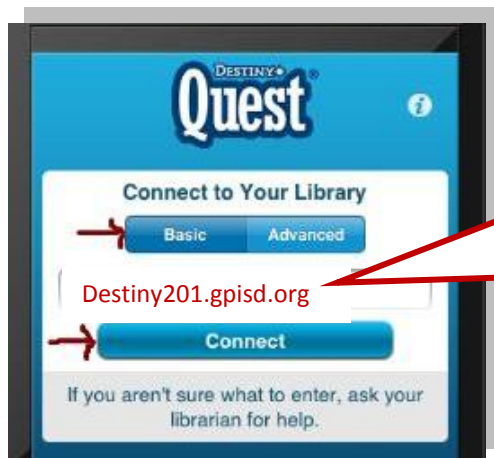 DESTINY
Quest
Connect to Your Library
Basic Advanced
Destiny201.gpisd.org
Connect
If you aren't sure what to enter, ask your
librarian for help.